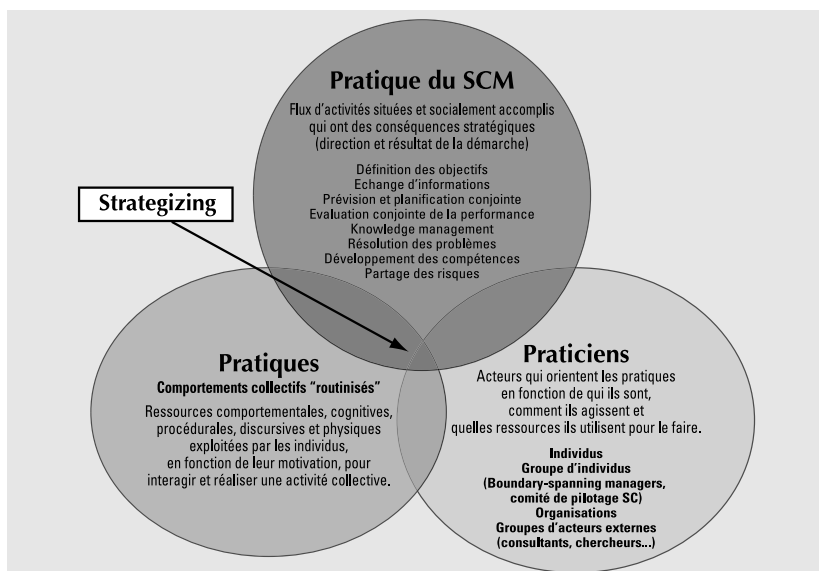 Pratique du SCM
Flux d'activités situées et socialement accomplis
qui ont des conséquences stratégiques
(direction et résultat de la démarche)
Définition des objectifs
Echange d'informations
Prévision et planification conjointe
Evaluation conjointe de la performance
Knowledge management
Résolution des problèmes
Développement des compétences
Partage des risques
Strategizing
Pratiques
Comportements collectifs "routinisés"
Ressources comportementales, cognitives,
procédurales, discursives et physiques
exploitées par les individus,
en fonction de leur motivation, pour
interagir et réaliser une activité collective.
Praticiens
Acteurs qui orientent les pratiques
en fonction de qui ils sont,
comment ils agissent et
quelles ressources ils utilisent pour le faire.
Individus
Groupe d'individus
(Boundary-spanning managers,
comité de pilotage SC)
Organisations
Groupes d'acteurs externes
(consultants, chercheurs...)